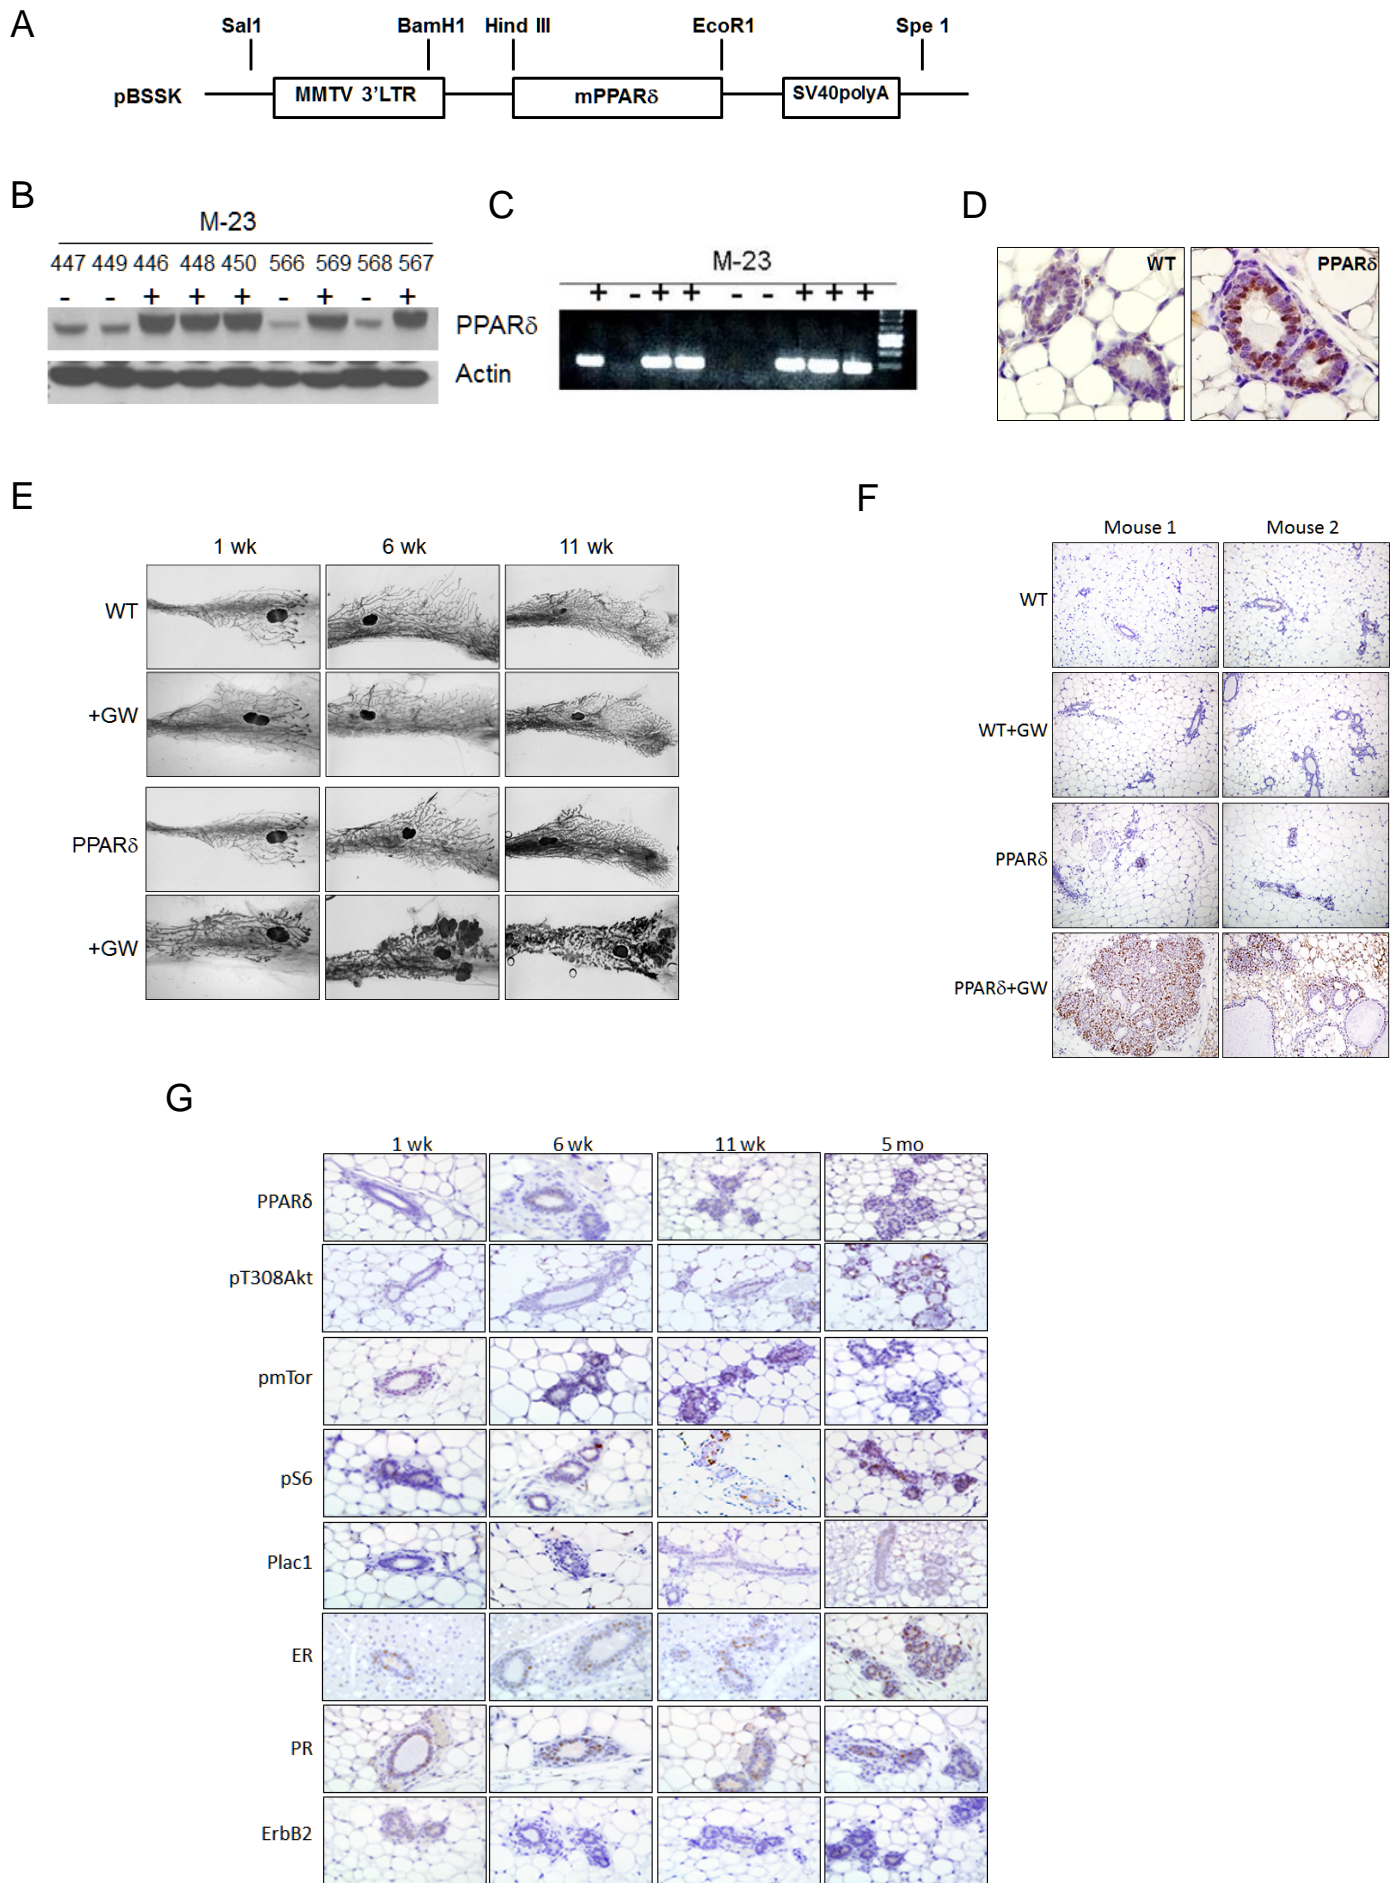 A
Sal1 BamH1 Hind III EcoR1 Spe 1
pBSSK MMTV 3'LTR mPPARδ SV40polyA
B
M-23
447 449 446 448 450 566 569 568 567
- - + + + - + - +
PPARδ
Actin
C
M-23
+ - + + - - + + +
D
WT PPARδ
E
1 wk 6 wk 11 wk
WT
+GW
PPARδ
+GW
F
Mouse 1 Mouse 2
WT
WT+GW
PPARδ
PPARδ+GW
G
1 wk 6 wk 11 wk 5 mo
PPARδ
pT308Akt
pmTor
pS6
Plac1
ER
PR
ErbB2